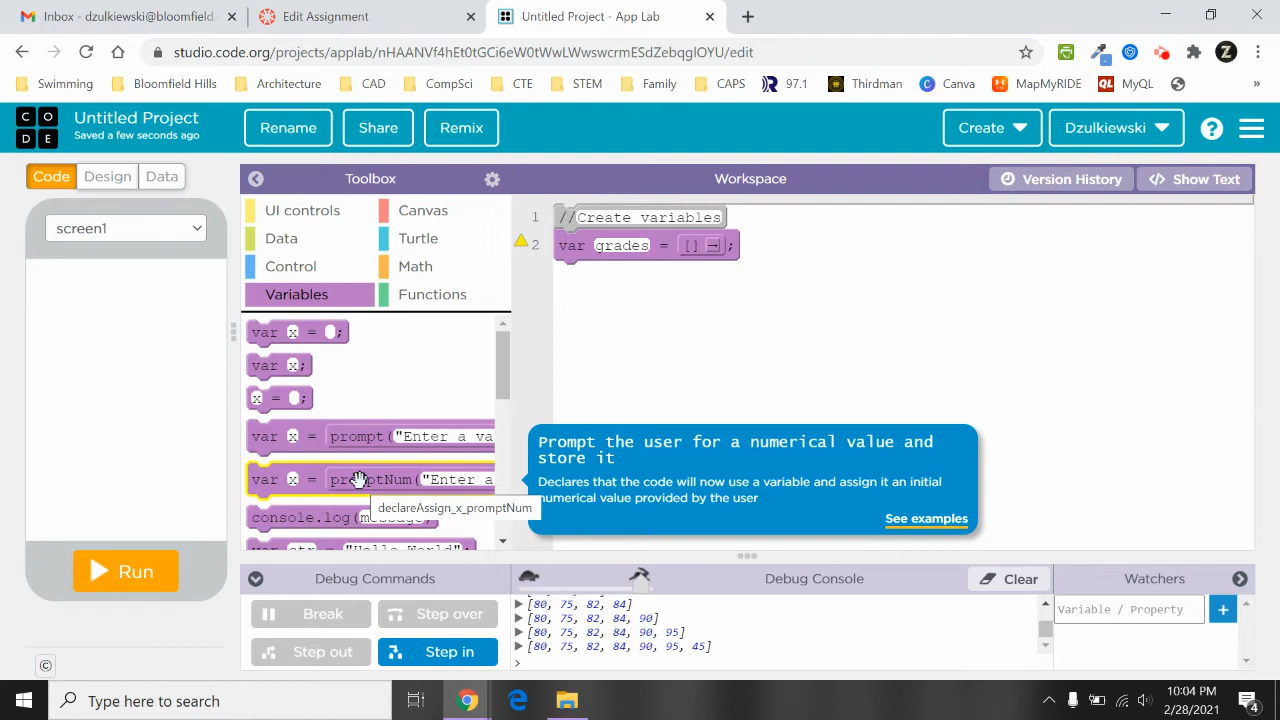 Inbox - dzulkiewski@bloomfield.
Edit Assignment
Untitled Project - App Lab
studio.code.org/projects/applab/nHAANVf4hEt0tGCi6eW0tWwLWwswcrmESdZebqglOYU/edit
Swimming
Bloomfield Hills
Architecture
CAD
CompSci
CTE
STEM
Family
CAPS
97.1
Thirdman
Canva
MapMyRIDE
MyQL
CODE
Untitled Project
Saved a few seconds ago
Rename
Share
Remix
Create
Dzulkiewski
?
Code
Design
Data
Toolbox
Workspace
Version History
</> Show Text
screen1
UI controls
Canvas
Data
Turtle
Control
Math
Variables
Functions
1 //Create variables
2 var grades = [] ;
var x = ;
var x;
x = ;
var x = prompt("Enter a va
var x = promptNum("Enter a
declareAssign_x_promptNum
console.log(message)
var str = "Hello World";
Prompt the user for a numerical value and
store it
Declares that the code will now use a variable and assign it an initial
numerical value provided by the user
See examples
Run
Debug Commands
Debug Console
Clear
Watchers
Break
Step over
Step out
Step in
[80, 75, 82, 84]
[80, 75, 82, 84, 90]
[80, 75, 82, 84, 90, 95]
[80, 75, 82, 84, 90, 95, 45]
>
Variable / Property
+
©
Type here to search
10:04 PM
2/28/2021
4